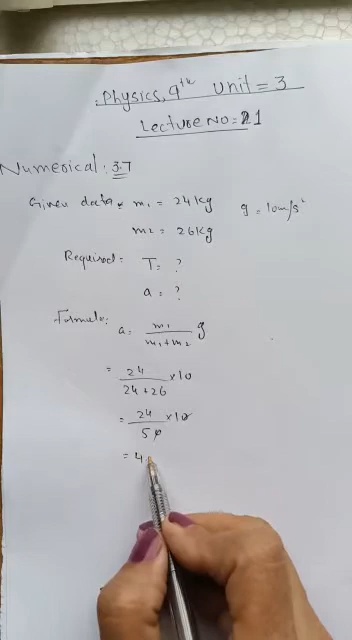 Physics, 9th Unit = 3
Lecture No: 21
Numerical: 3.7
Given data: m₁ = 24kg g = 10m/s²
m2 = 26kg
Required: T = ?
a = ?
Formula: a = m₁ / m₁+m₂ g
= 24 / 24+26 ×10
= 24 / 50 ×10
= 4.